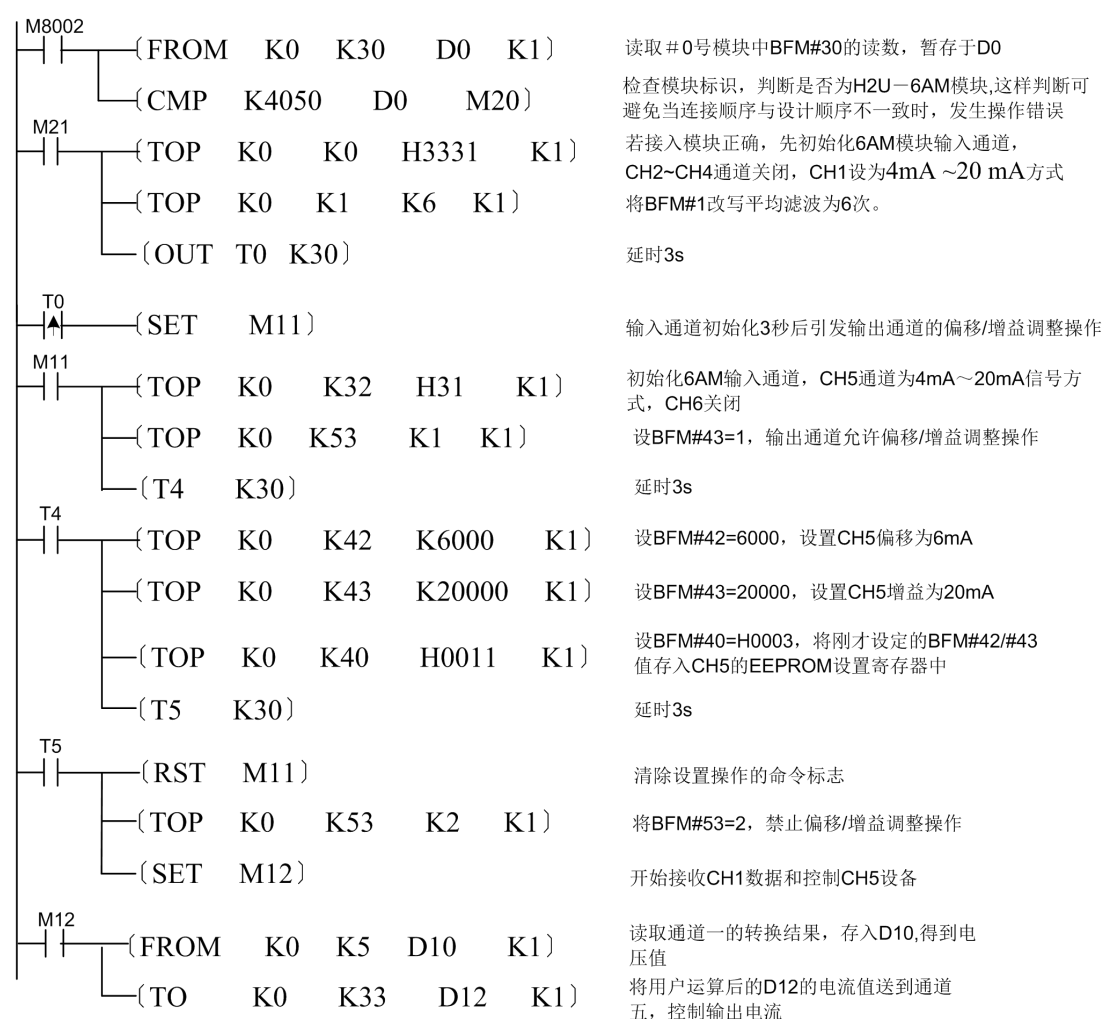 M8002
〔FROM K0 K30 D0 K1〕 读取＃0号模块中BFM#30的读数，暂存于D0
〔CMP K4050 D0 M20〕 检查模块标识，判断是否为H2U－6AM模块,这样判断可
避免当连接顺序与设计顺序不一致时，发生操作错误
M21
〔TOP K0 K0 H3331 K1〕 若接入模块正确，先初始化6AM模块输入通道，
CH2~CH4通道关闭，CH1设为4mA ~20 mA方式
〔TOP K0 K1 K6 K1〕 将BFM#1改写平均滤波为6次。
〔OUT T0 K30〕 延时3s
T0
〔SET M11〕 输入通道初始化3秒后引发输出通道的偏移/增益调整操作
M11
〔TOP K0 K32 H31 K1〕 初始化6AM输入通道，CH5通道为4mA～20mA信号方
式，CH6关闭
〔TOP K0 K53 K1 K1〕 设BFM#43=1，输出通道允许偏移/增益调整操作
〔T4 K30〕 延时3s
T4
〔TOP K0 K42 K6000 K1〕 设BFM#42=6000，设置CH5偏移为6mA
〔TOP K0 K43 K20000 K1〕 设BFM#43=20000，设置CH5增益为20mA
〔TOP K0 K40 H0011 K1〕 设BFM#40=H0003，将刚才设定的BFM#42/#43
值存入CH5的EEPROM设置寄存器中
〔T5 K30〕 延时3s
T5
〔RST M11〕 清除设置操作的命令标志
〔TOP K0 K53 K2 K1〕 将BFM#53=2，禁止偏移/增益调整操作
〔SET M12〕 开始接收CH1数据和控制CH5设备
M12
〔FROM K0 K5 D10 K1〕 读取通道一的转换结果，存入D10,得到电
压值
〔TO K0 K33 D12 K1〕 将用户运算后的D12的电流值送到通道
五，控制输出电流